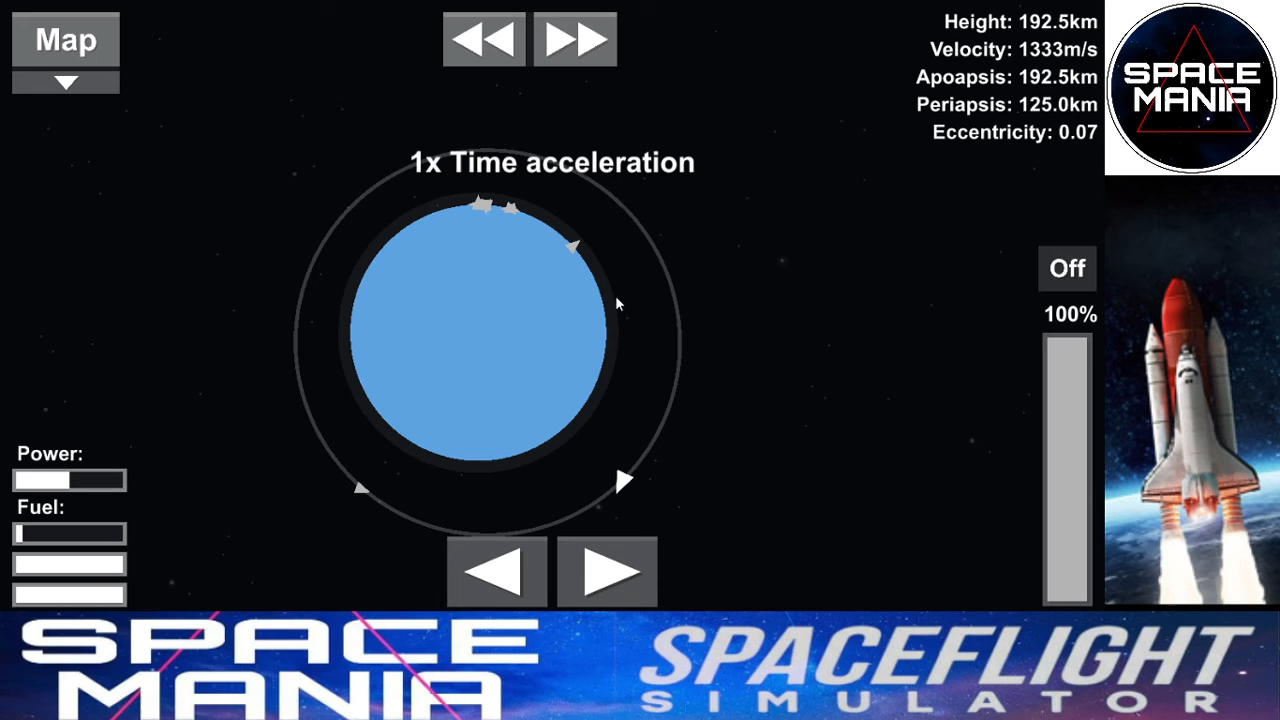 Map
Height: 192.5km
Velocity: 1333m/s
Apoapsis: 192.5km
Periapsis: 125.0km
Eccentricity: 0.07
SPACE
MANIA
1x Time acceleration
Off
100%
Power:
Fuel:
SPACE
MANIA
SPACEFLIGHT
SIMULATOR